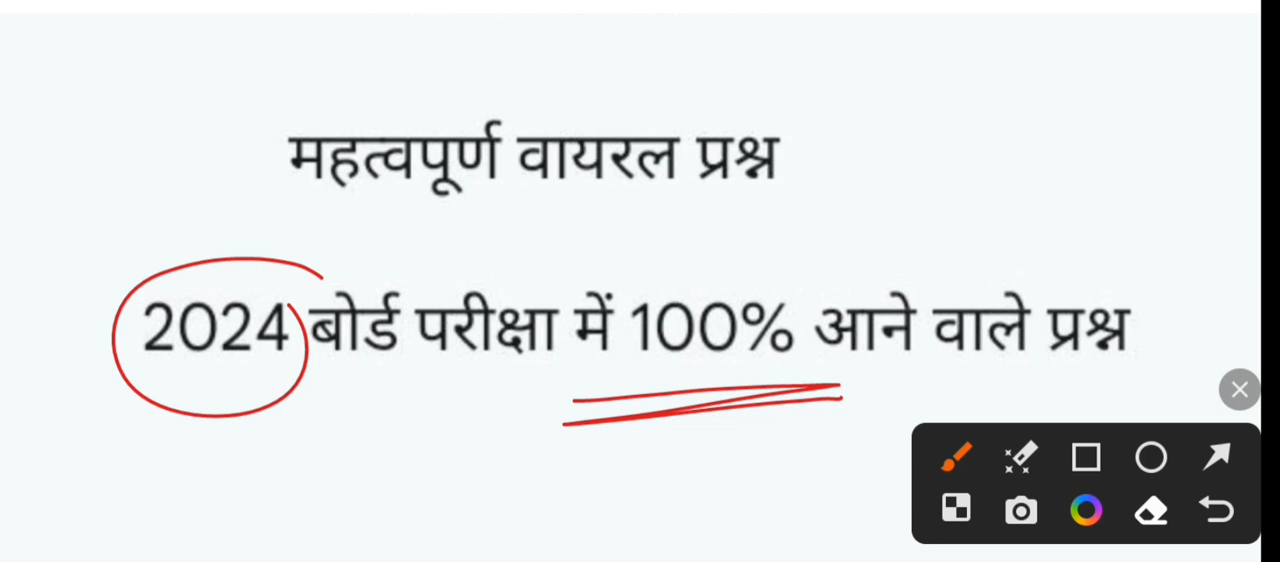 महत्वपूर्ण वायरल प्रश्न
2024 बोर्ड परीक्षा में 100% आने वाले प्रश्न